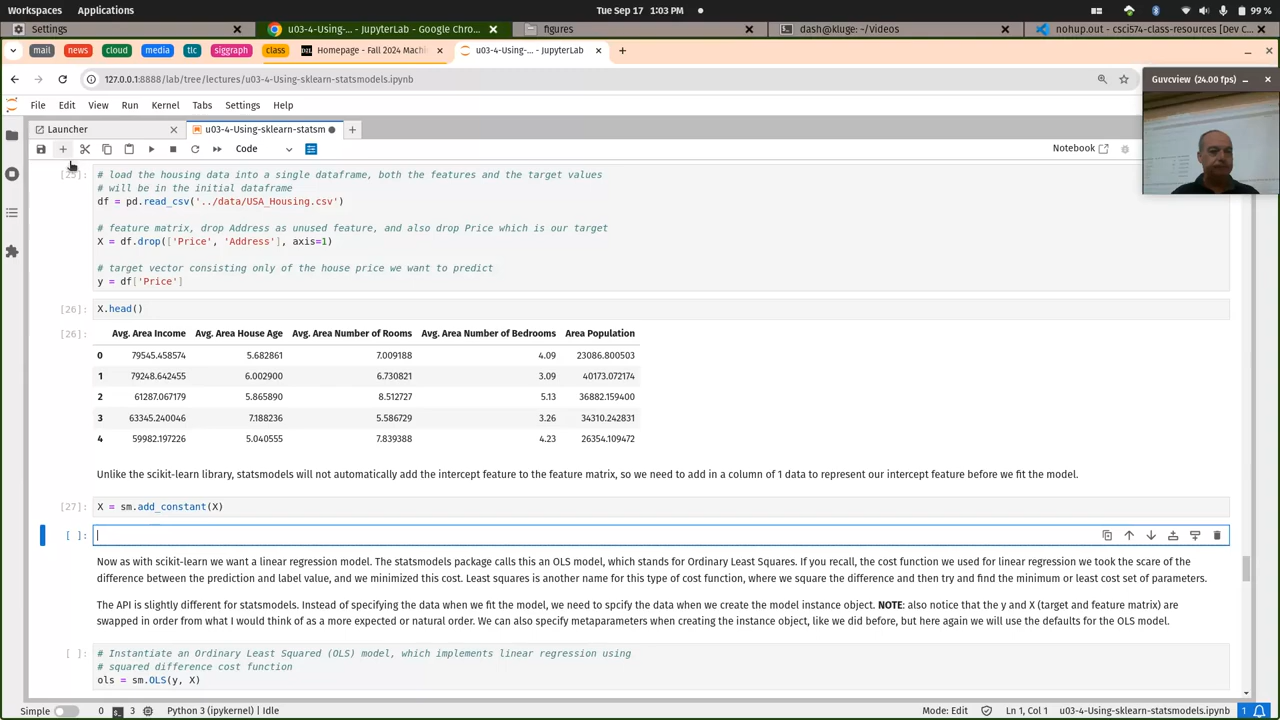 Workspaces Applications Tue Sep 17 1:03 PM 99 %
Settings u03-4-Using-... - JupyterLab - Google Chro... figures dash@kluge: ~/videos nohup.out - csci574-class-resources [Dev C
mail news cloud media tlc siggraph class Homepage - Fall 2024 Machi u03-4-Using-... - JupyterLab
127.0.0.1:8888/lab/tree/lectures/u03-4-Using-sklearn-statsmodels.ipynb
Guvcview (24.00 fps)
File Edit View Run Kernel Tabs Settings Help
Launcher u03-4-Using-sklearn-statsm
Code Notebook
[25]: # load the housing data into a single dataframe, both the features and the target values
# will be in the initial dataframe
df = pd.read_csv('../data/USA_Housing.csv')
# feature matrix, drop Address as unused feature, and also drop Price which is our target
X = df.drop(['Price', 'Address'], axis=1)
# target vector consisting only of the house price we want to predict
y = df['Price']
[26]: X.head()
[26]: Avg. Area Income Avg. Area House Age Avg. Area Number of Rooms Avg. Area Number of Bedrooms Area Population
0 79545.458574 5.682861 7.009188 4.09 23086.800503
1 79248.642455 6.002900 6.730821 3.09 40173.072174
2 61287.067179 5.865890 8.512727 5.13 36882.159400
3 63345.240046 7.188236 5.586729 3.26 34310.242831
4 59982.197226 5.040555 7.839388 4.23 26354.109472
Unlike the scikit-learn library, statsmodels will not automatically add the intercept feature to the feature matrix, so we need to add in a column of 1 data to represent our intercept feature before we fit the model.
[27]: X = sm.add_constant(X)
[ ]:
Now as with scikit-learn we want a linear regression model. The statsmodels package calls this an OLS model, which stands for Ordinary Least Squares. If you recall, the cost function we used for linear regression we took the scare of the
difference between the prediction and label value, and we minimized this cost. Least squares is another name for this type of cost function, where we square the difference and then try and find the minimum or least cost set of parameters.
The API is slightly different for statsmodels. Instead of specifying the data when we fit the model, we need to spcify the data when we create the model instance object. NOTE: also notice that the y and X (target and feature matrix) are
swapped in order from what I would think of as a more expected or natural order. We can also specify metaparameters when creating the instance object, like we did before, but here again we will use the defaults for the OLS model.
[ ]: # Instantiate an Ordinary Least Squared (OLS) model, which implements linear regression using
# squared difference cost function
ols = sm.OLS(y, X)
Simple 0 3 Python 3 (ipykernel) | Idle Mode: Edit Ln 1, Col 1 u03-4-Using-sklearn-statsmodels.ipynb 1